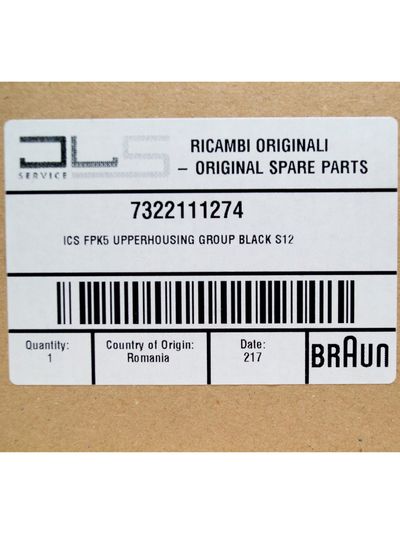 DLS
SERVICE
RICAMBI ORIGINALI
– ORIGINAL SPARE PARTS
7322111274
ICS FPK5 UPPERHOUSING GROUP BLACK S12
Quantity:
1
Country of Origin:
Romania
Date:
217
BRAUN